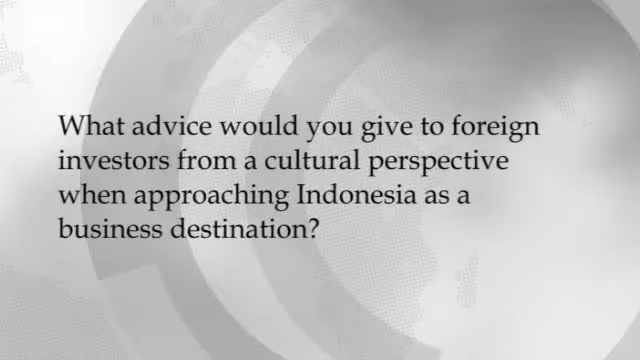 What advice would you give to foreign
investors from a cultural perspective
when approaching Indonesia as a
business destination?